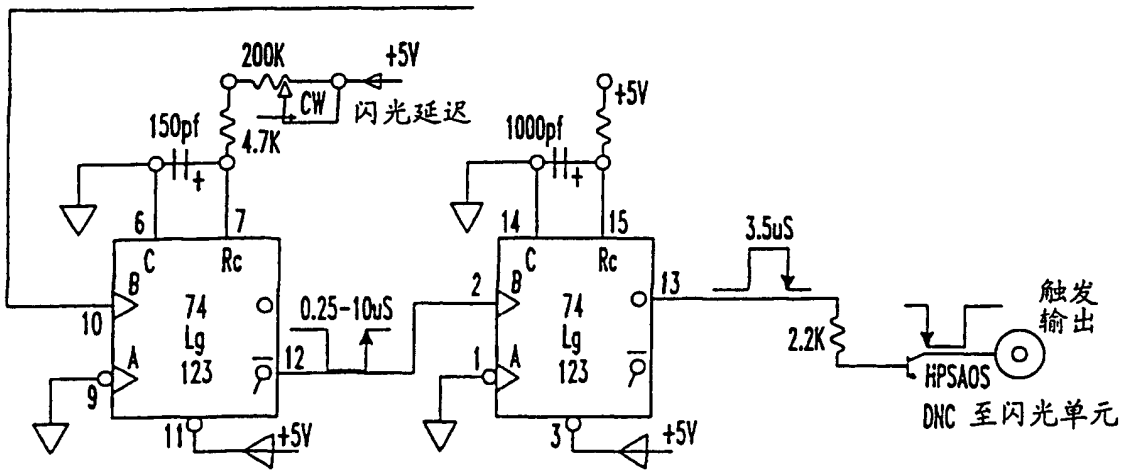 200K
+5V
CW
闪光延迟
4.7K
150pf
+
6
7
C
Rc
B
10
74
Lg
123
A
9
12
11
+5V
0.25-10uS
+5V
1000pf
+
14
15
C
Rc
2
B
13
74
Lg
123
1
A
3
+5V
3.5uS
2.2K
触发
输出
HPSAOS
DNC 至闪光单元